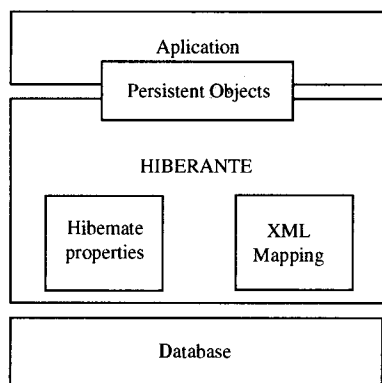 Aplication
Persistent Objects
HIBERANTE
Hibemate
properties
XML
Mapping
Database